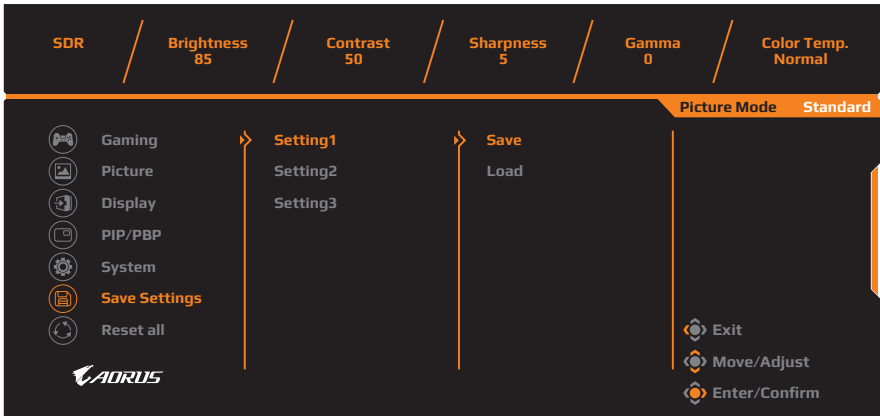 SDR Brightness Contrast Sharpness Gamma Color Temp.
85 50 5 0 Normal
Picture Mode Standard
Gaming Setting1 Save
Picture Setting2 Load
Display Setting3
PIP/PBP
System
Save Settings
Reset all
Exit
Move/Adjust
Enter/Confirm
AORUS